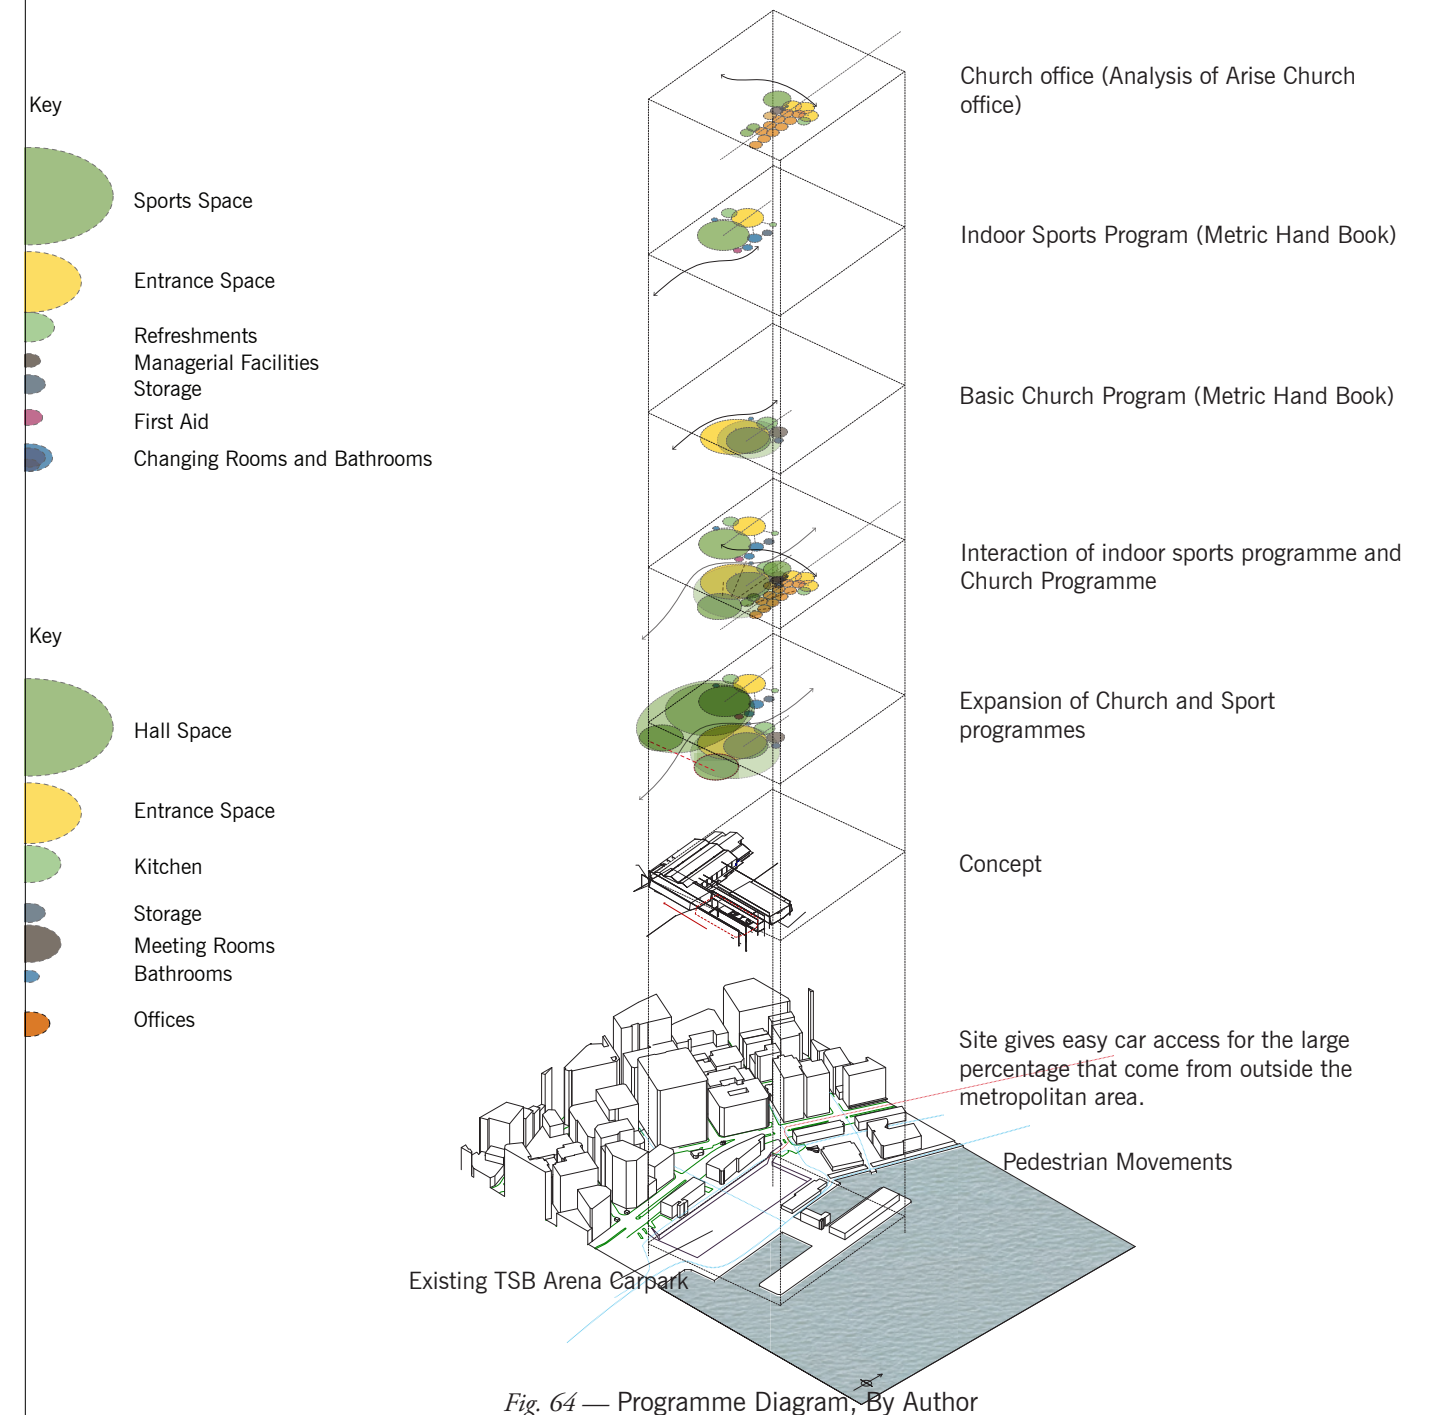 Key
Sports Space
Entrance Space
Refreshments
Managerial Facilities
Storage
First Aid
Changing Rooms and Bathrooms
Key
Hall Space
Entrance Space
Kitchen
Storage
Meeting Rooms
Bathrooms
Offices
Church office (Analysis of Arise Church
office)
Indoor Sports Program (Metric Hand Book)
Basic Church Program (Metric Hand Book)
Interaction of indoor sports programme and
Church Programme
Expansion of Church and Sport
programmes
Concept
Site gives easy car access for the large
percentage that come from outside the
metropolitan area.
Pedestrian Movements
Existing TSB Arena Carpark
Fig. 64 — Programme Diagram, By Author